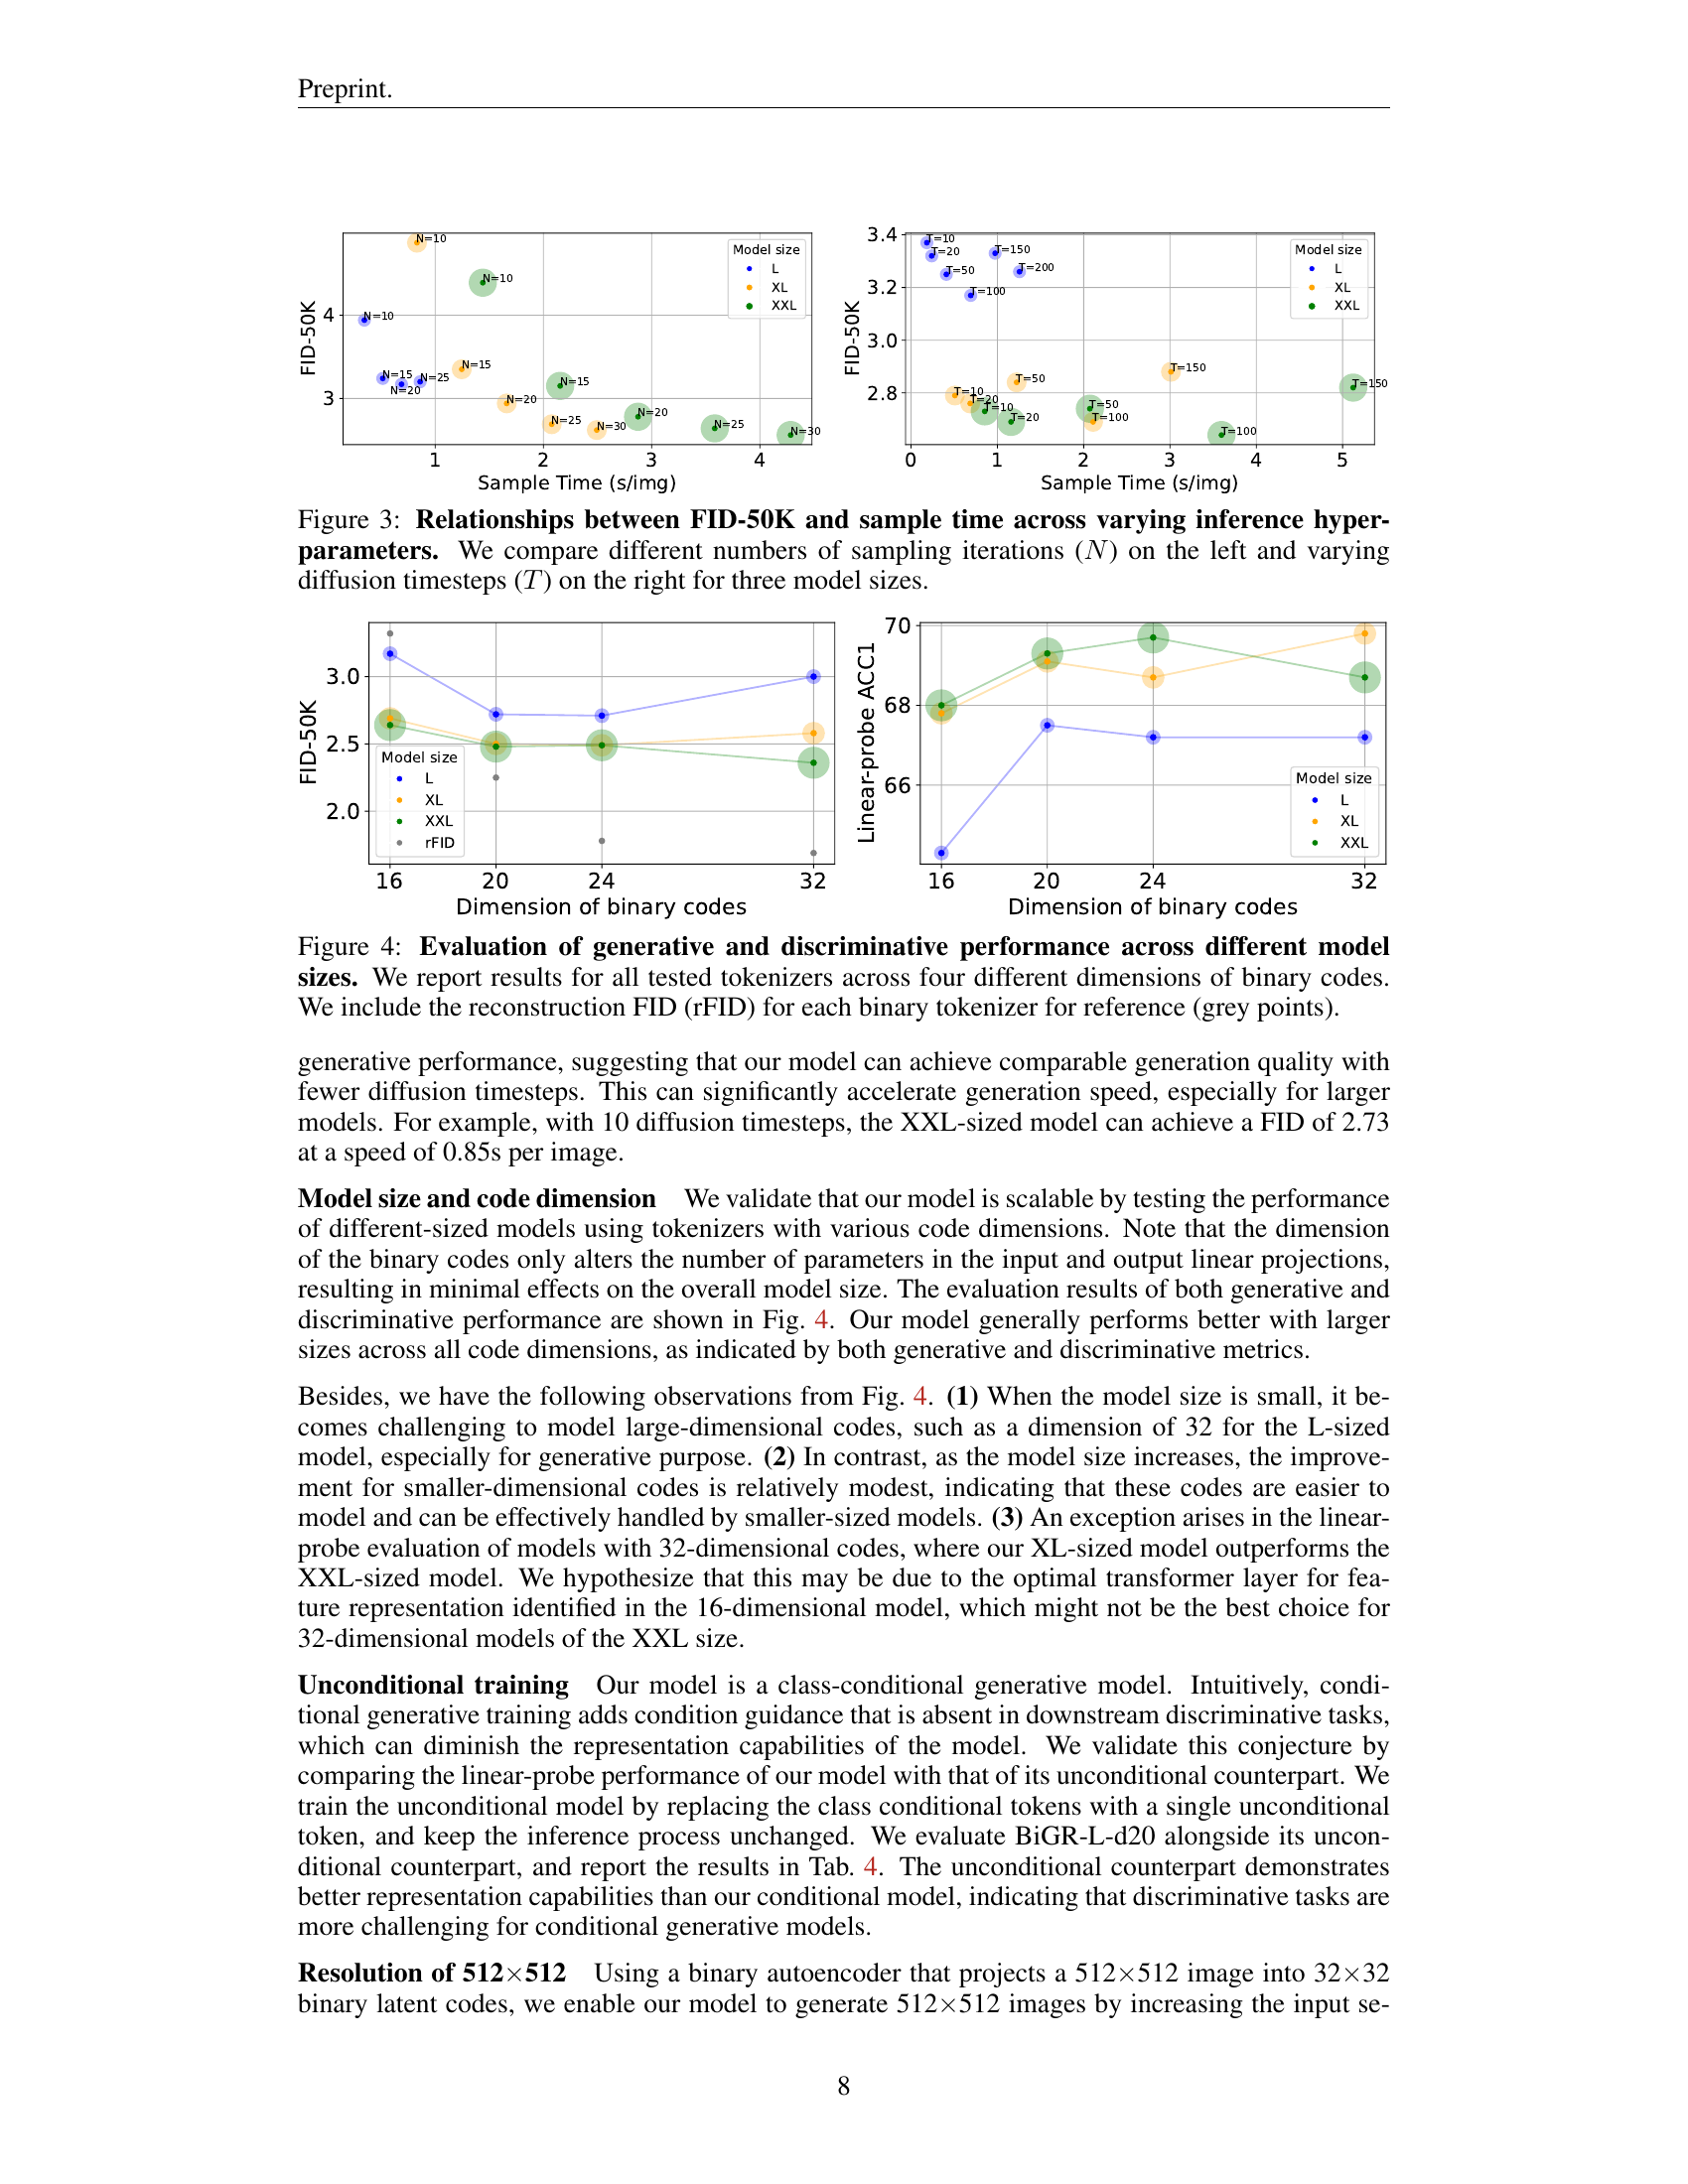 Preprint.
N=10
N=10
N=10
N=15
N=20
N=25
N=15
N=20
N=25
N=30
N=15
N=20
N=25
N=30
Model size
L
XL
XXL
4
3
FID-50K
1
2
3
4
Sample Time (s/img)
T=10
T=20
T=50
T=100
T=150
T=200
T=10
T=20
T=50
T=100
T=150
T=10
T=20
T=50
T=100
T=150
Model size
L
XL
XXL
3.4
3.2
3.0
2.8
FID-50K
0
1
2
3
4
5
Sample Time (s/img)
Figure 3: Relationships between FID-50K and sample time across varying inference hyper-
parameters. We compare different numbers of sampling iterations (N) on the left and varying
diffusion timesteps (T) on the right for three model sizes.
3.0
2.5
2.0
FID-50K
Model size
L
XL
XXL
rFID
16
20
24
32
Dimension of binary codes
70
68
66
Linear-probe ACC1
Model size
L
XL
XXL
16
20
24
32
Dimension of binary codes
Figure 4: Evaluation of generative and discriminative performance across different model
sizes. We report results for all tested tokenizers across four different dimensions of binary codes.
We include the reconstruction FID (rFID) for each binary tokenizer for reference (grey points).
generative performance, suggesting that our model can achieve comparable generation quality with
fewer diffusion timesteps. This can significantly accelerate generation speed, especially for larger
models. For example, with 10 diffusion timesteps, the XXL-sized model can achieve a FID of 2.73
at a speed of 0.85s per image.
Model size and code dimension We validate that our model is scalable by testing the performance
of different-sized models using tokenizers with various code dimensions. Note that the dimension
of the binary codes only alters the number of parameters in the input and output linear projections,
resulting in minimal effects on the overall model size. The evaluation results of both generative and
discriminative performance are shown in Fig. 4. Our model generally performs better with larger
sizes across all code dimensions, as indicated by both generative and discriminative metrics.
Besides, we have the following observations from Fig. 4. (1) When the model size is small, it be-
comes challenging to model large-dimensional codes, such as a dimension of 32 for the L-sized
model, especially for generative purpose. (2) In contrast, as the model size increases, the improve-
ment for smaller-dimensional codes is relatively modest, indicating that these codes are easier to
model and can be effectively handled by smaller-sized models. (3) An exception arises in the linear-
probe evaluation of models with 32-dimensional codes, where our XL-sized model outperforms the
XXL-sized model. We hypothesize that this may be due to the optimal transformer layer for fea-
ture representation identified in the 16-dimensional model, which might not be the best choice for
32-dimensional models of the XXL size.
Unconditional training Our model is a class-conditional generative model. Intuitively, condi-
tional generative training adds condition guidance that is absent in downstream discriminative tasks,
which can diminish the representation capabilities of the model. We validate this conjecture by
comparing the linear-probe performance of our model with that of its unconditional counterpart. We
train the unconditional model by replacing the class conditional tokens with a single unconditional
token, and keep the inference process unchanged. We evaluate BiGR-L-d20 alongside its uncon-
ditional counterpart, and report the results in Tab. 4. The unconditional counterpart demonstrates
better representation capabilities than our conditional model, indicating that discriminative tasks are
more challenging for conditional generative models.
Resolution of 512×512 Using a binary autoencoder that projects a 512×512 image into 32×32
binary latent codes, we enable our model to generate 512×512 images by increasing the input se-
8